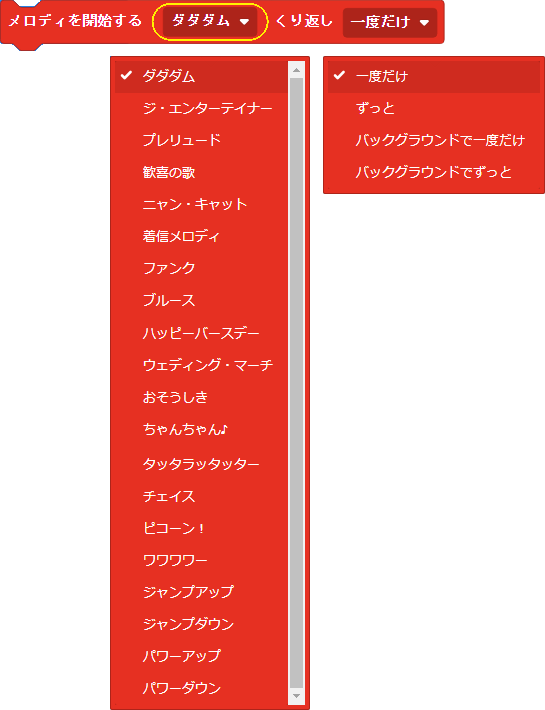 メロディを開始する ダダダム くり返し 一度だけ
ダダダム
ジ・エンターテイナー
プレリュード
歓喜の歌
ニャン・キャット
着信メロディ
ファンク
ブルース
ハッピーバースデー
ウェディング・マーチ
おそうしき
ちゃんちゃん♪
タッタラッタッター
チェイス
ピコーン！
ワワワワー
ジャンプアップ
ジャンプダウン
パワーアップ
パワーダウン
一度だけ
ずっと
バックグラウンドで一度だけ
バックグラウンドでずっと